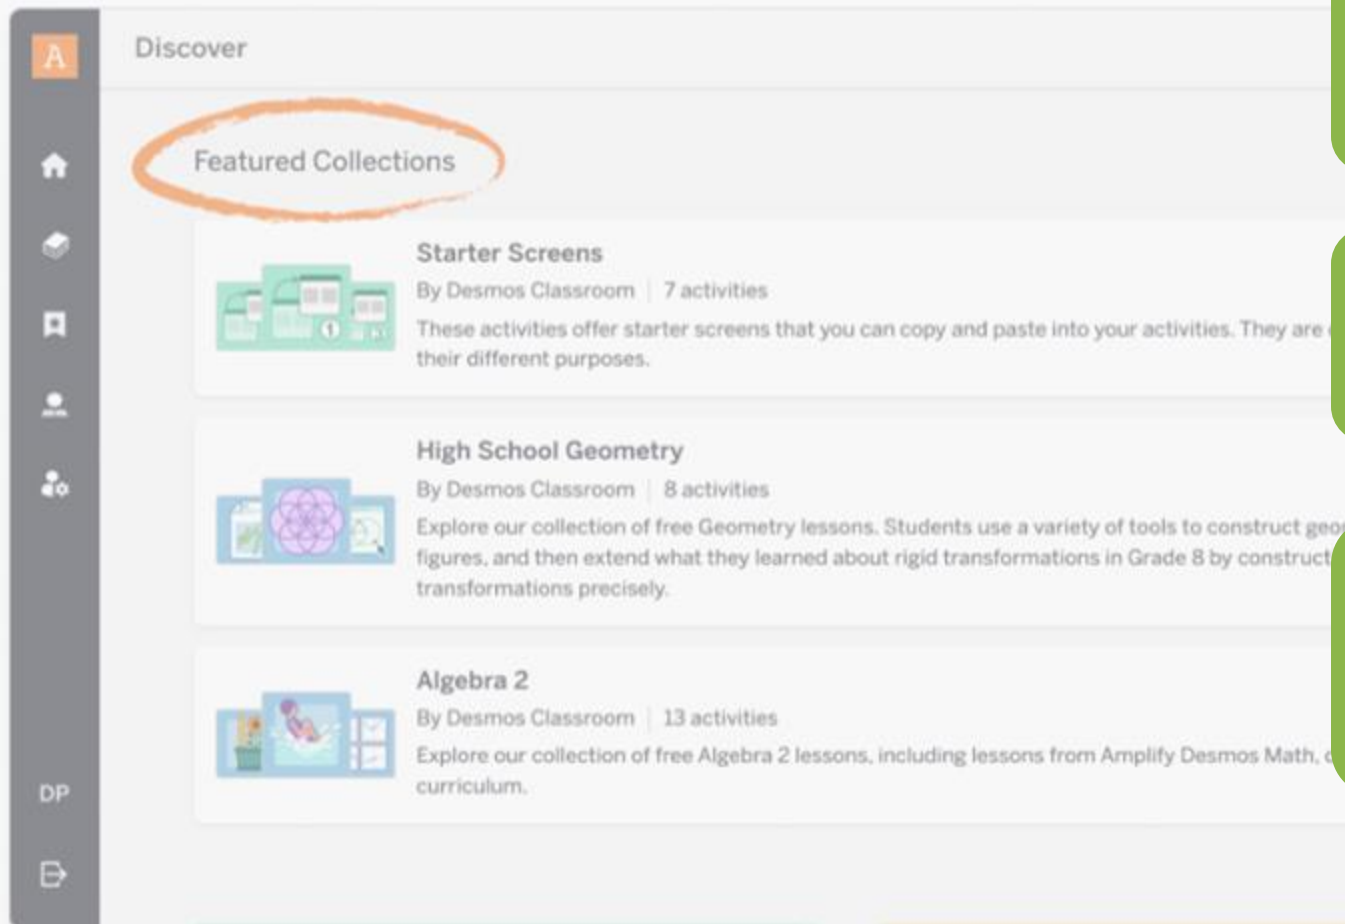 A
Discover
Featured Collections
Starter Screens
By Desmos Classroom | 7 activities
These activities offer starter screens that you can copy and paste into your activities. They are
their different purposes.
High School Geometry
By Desmos Classroom | 8 activities
Explore our collection of free Geometry lessons. Students use a variety of tools to construct
figures, and then extend what they learned about rigid transformations in Grade 8 by
transformations precisely.
Algebra 2
By Desmos Classroom | 13 activities
Explore our collection of free Algebra 2 lessons, including lessons from Amplify Desmos Math,
curriculum.
DP